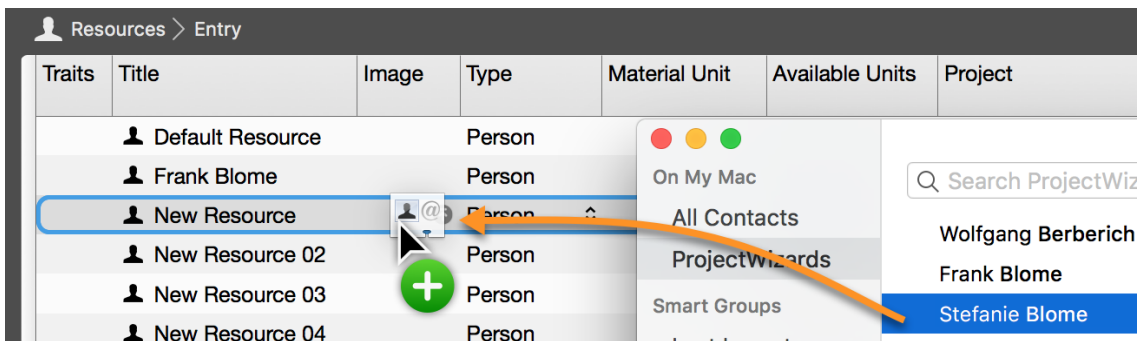 Resources Entry
Traits Title Image Type Material Unit Available Units Project
Default Resource Person
Frank Blome Person
New Resource Person
New Resource 02 Person
New Resource 03 Person
New Resource 04 Person
On My Mac
All Contacts
ProjectWizards
Smart Groups
Search ProjectWiz
Wolfgang Berberich
Frank Blome
Stefanie Blome